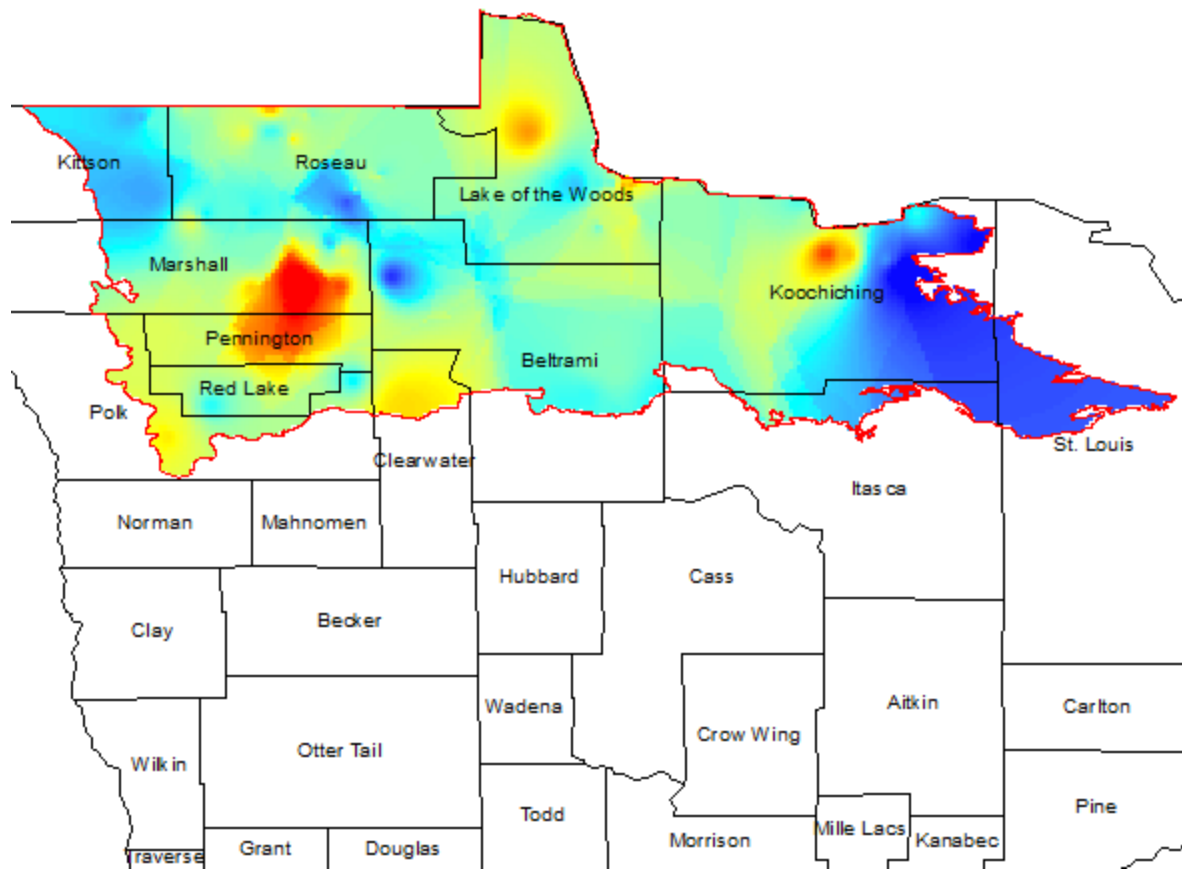 Kittson
Roseau
Lake of the Woods
Marshall
Koochiching
Pennington
Beltrami
Red Lake
Polk
St. Louis
Clearwater
Itasca
Norman
Mahnomen
Hubbard
Cass
Becker
Clay
Aitkin
Wadena
Carlton
Crow Wing
Otter Tail
Wilkin
Pine
Todd
Mille Lacs
Morrison
Kanabec
Grant
Douglas
raverse